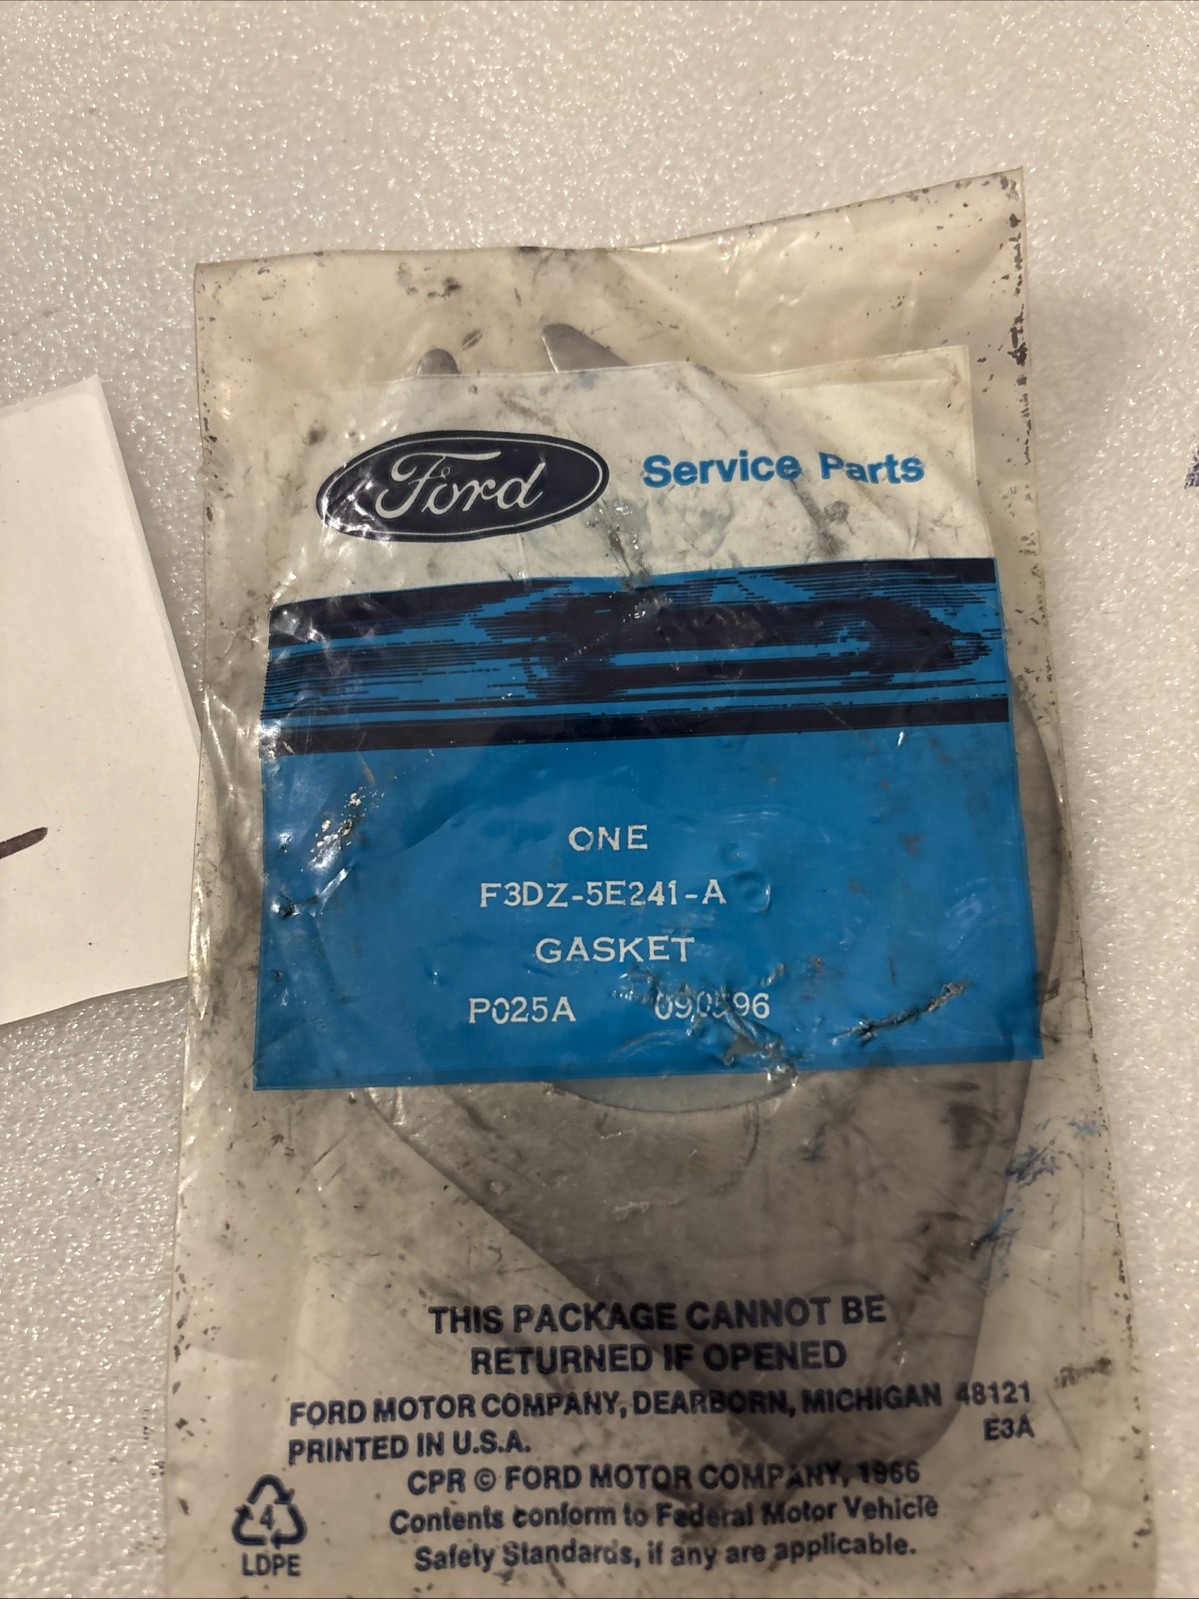 Ford Service Parts
ONE
F3DZ-5E241-A
GASKET
P025A 090596
THIS PACKAGE CANNOT BE
RETURNED IF OPENED
FORD MOTOR COMPANY, DEARBORN, MICHIGAN 48121
PRINTED IN U.S.A. E3A
CPR © FORD MOTOR COMPANY, 1966
Contents conform to Federal Motor Vehicle
Safety Standards, if any are applicable.
4
LDPE